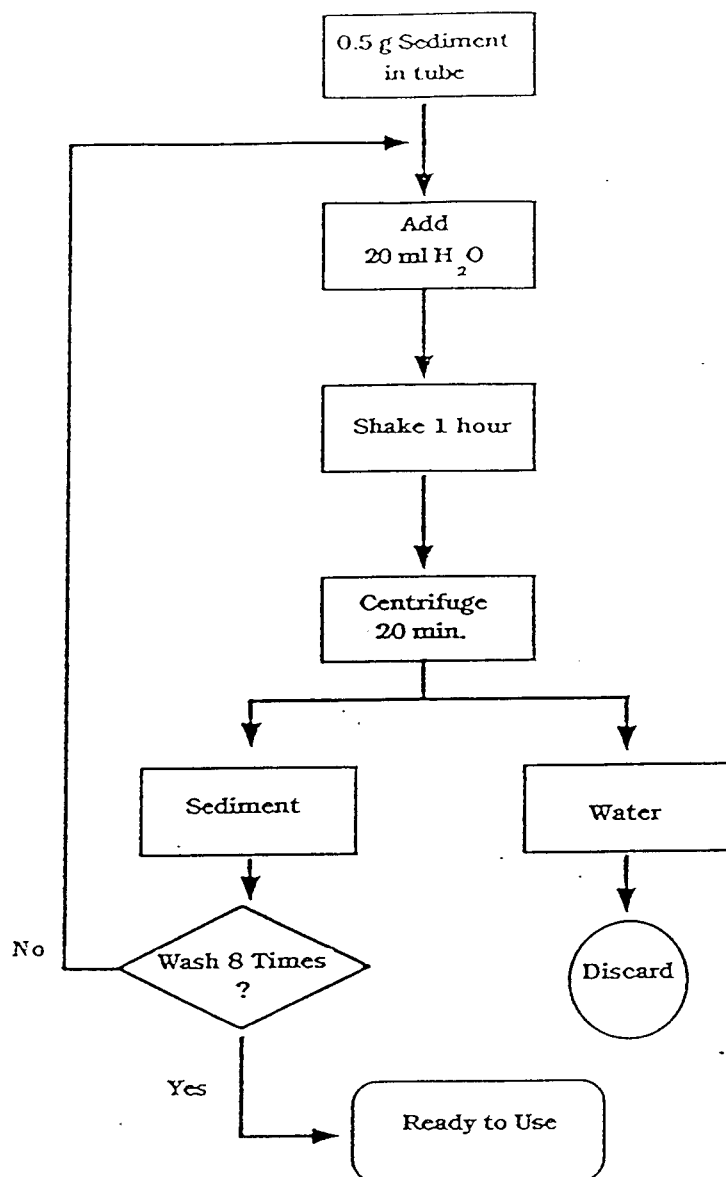 0.5 g Sediment
in tube
Add
20 ml H2O
Shake 1 hour
Centrifuge
20 min.
Sediment
Water
No
Wash 8 Times
?
Discard
Yes
Ready to Use